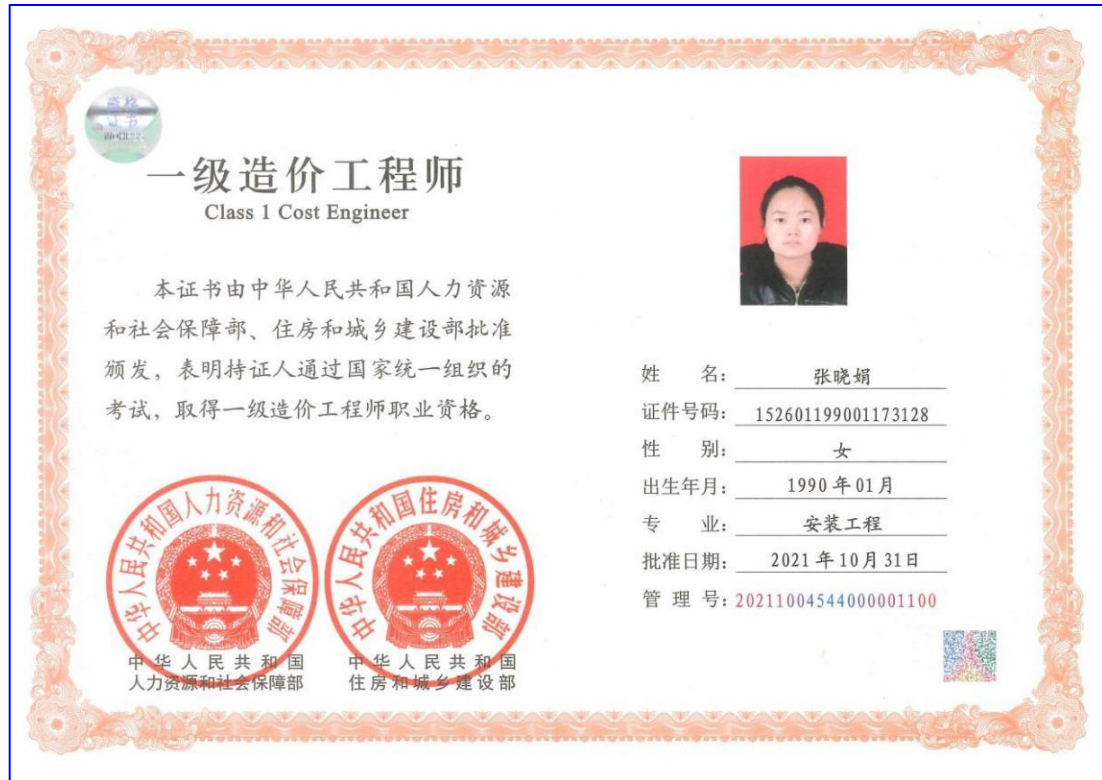 资格
证书
一级造价工程师
Class 1 Cost Engineer
本证书由中华人民共和国人力资源
和社会保障部、住房和城乡建设部批准
颁发,表明持证人通过国家统一组织的
考试,取得一级造价工程师职业资格。
中华人民共和国人力资源和社会保障部
中华人民共和国
人力资源和社会保障部
中华人民共和国住房和城乡建设部
中华人民共和国
住房和城乡建设部
姓 名: 张晓娟
证件号码: 152601199001173128
性 别: 女
出生年月: 1990年01月
专 业: 安装工程
批准日期: 2021年10月31日
管 理 号: 20211004544000001100